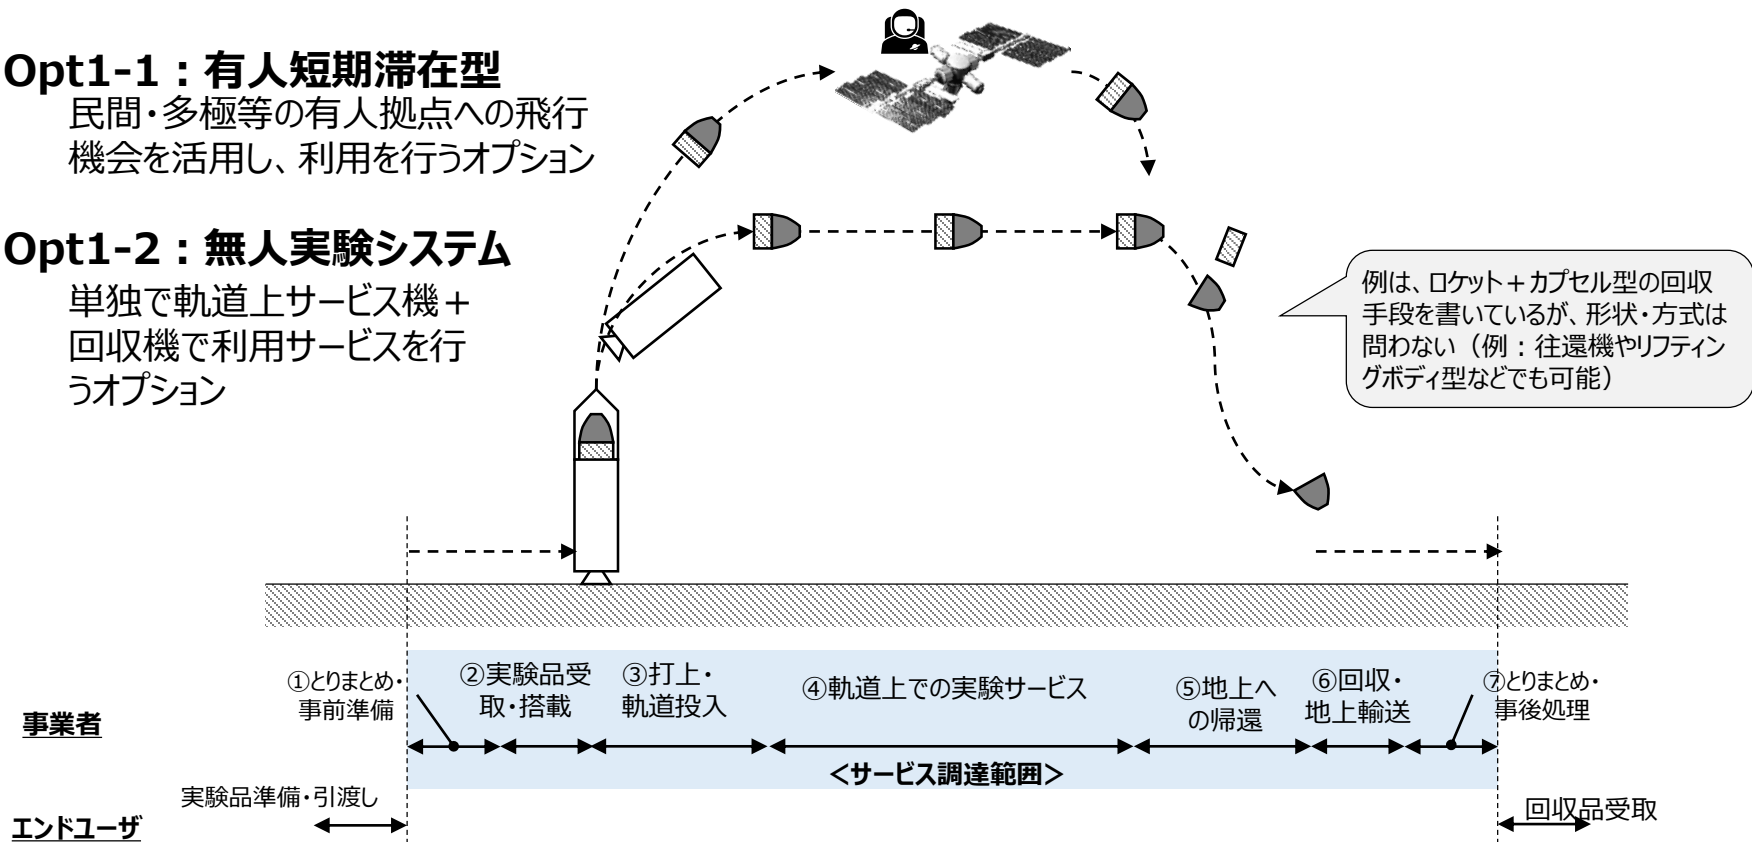 Opt1-1：有人短期滞在型
民間・多極等の有人拠点への飛行
機会を活用し、利用を行うオプション
Opt1-2：無人実験システム
単独で軌道上サービス機＋
回収機で利用サービスを行
うオプション
例は、ロケット＋カプセル型の回収
手段を書いているが、形状・方式は
問わない（例：往還機やリフティン
グボディ型などでも可能）
事業者
①とりまとめ・
事前準備
②実験品受
取・搭載
③打上・
軌道投入
④軌道上での実験サービス
⑤地上へ
の帰還
⑥回収・
地上輸送
⑦とりまとめ・
事後処理
＜サービス調達範囲＞
エンドユーザ
実験品準備・引渡し
回収品受取